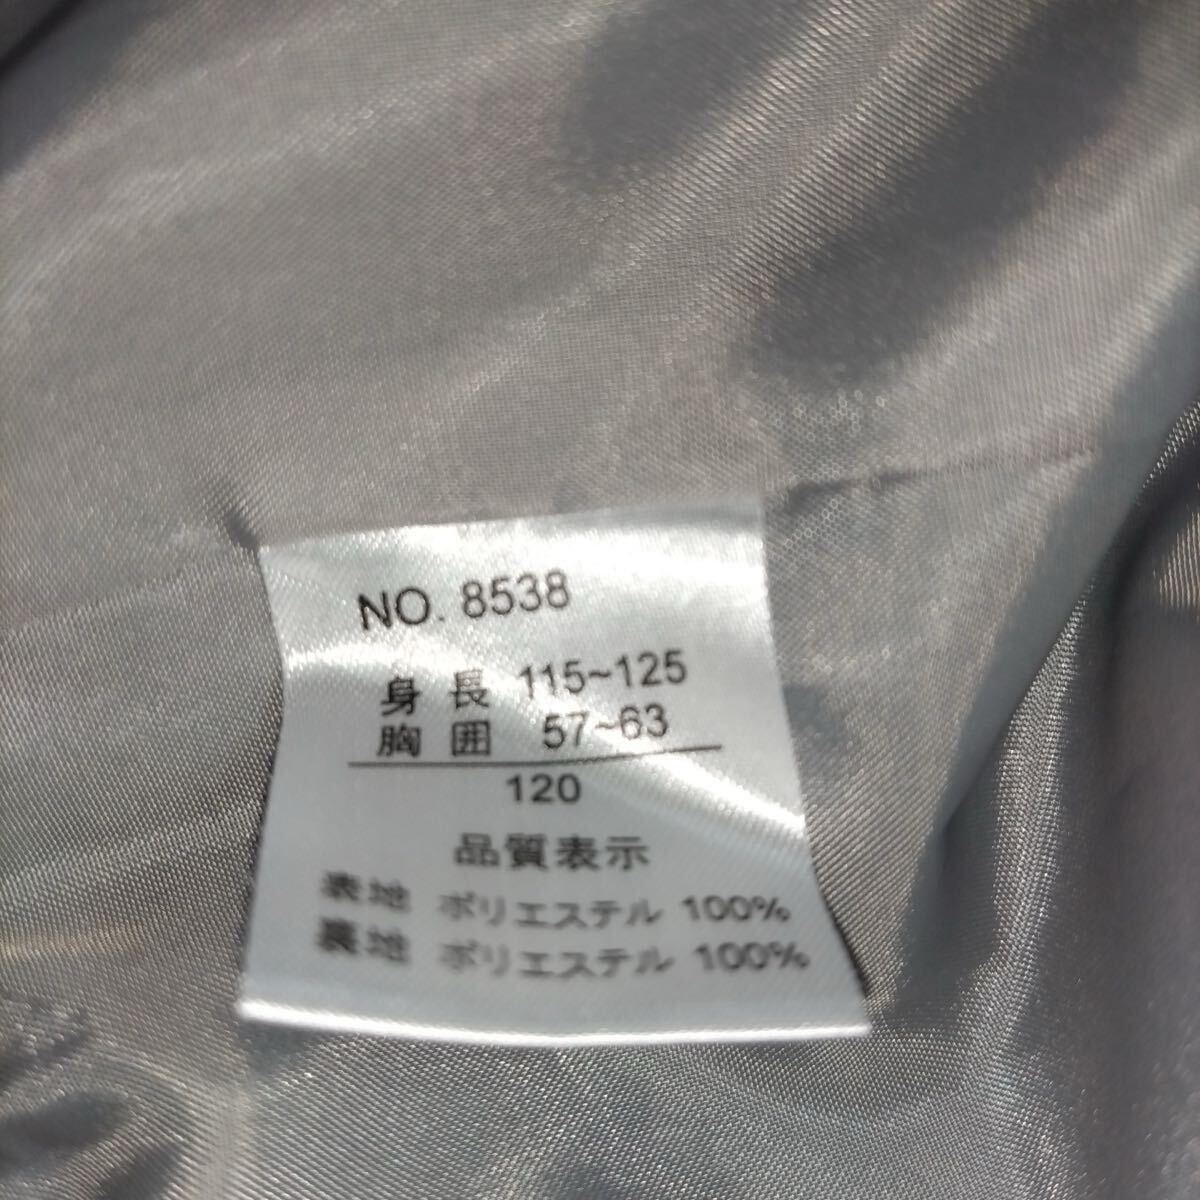 NO. 8538
身長 115~125
胸囲 57~63
120
品質表示
表地 ポリエステル 100%
裏地 ポリエステル 100%